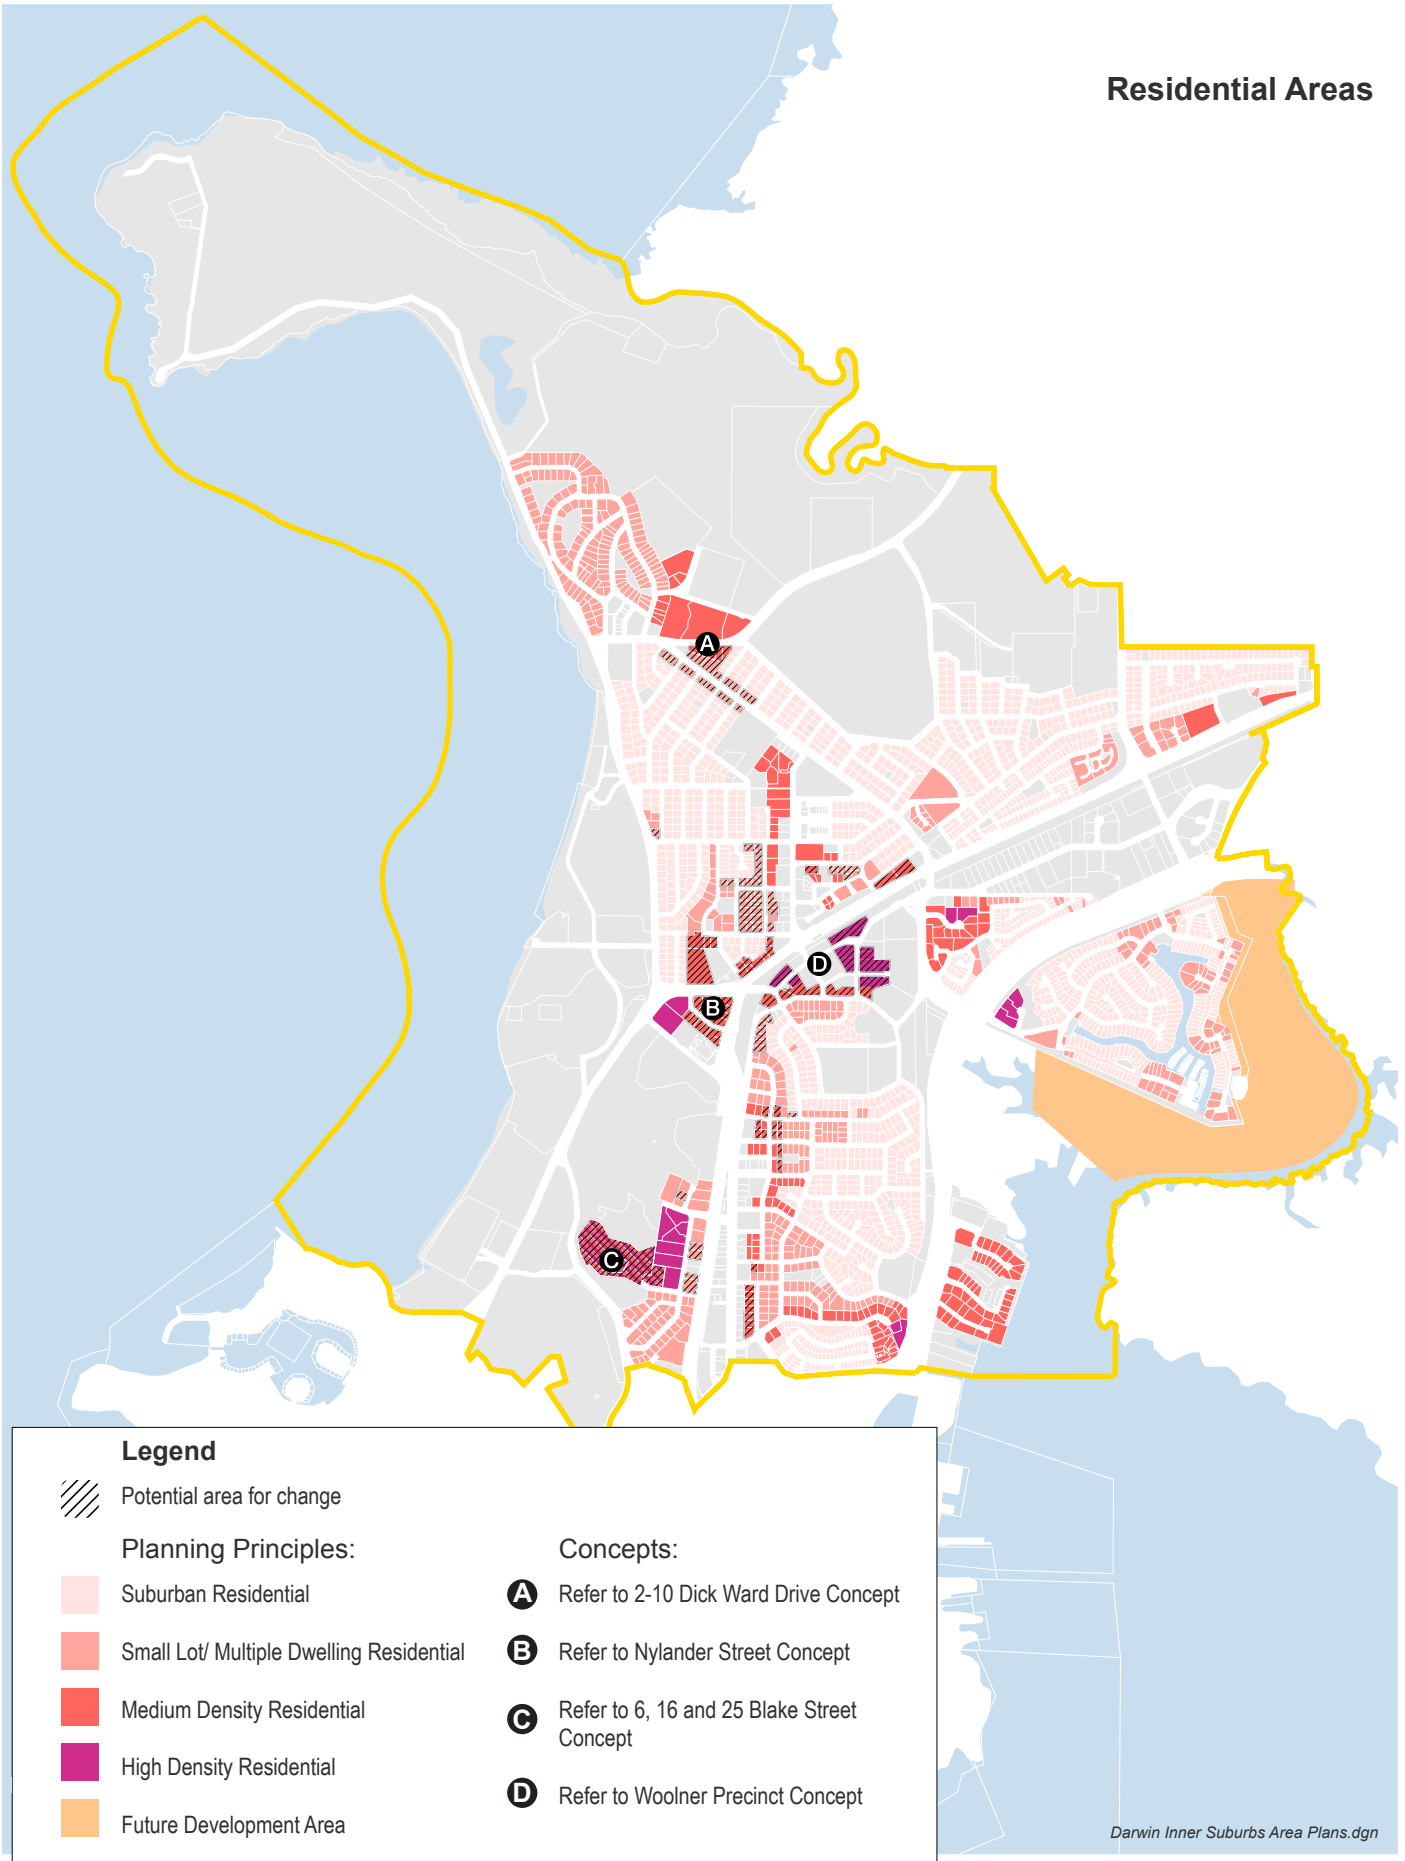 Residential Areas
A
B
D
C
Legend
Potential area for change
Planning Principles:
Suburban Residential
Small Lot/ Multiple Dwelling Residential
Medium Density Residential
High Density Residential
Future Development Area
Concepts:
A Refer to 2-10 Dick Ward Drive Concept
B Refer to Nylander Street Concept
C Refer to 6, 16 and 25 Blake Street
Concept
D Refer to Woolner Precinct Concept
Darwin Inner Suburbs Area Plans.dgn